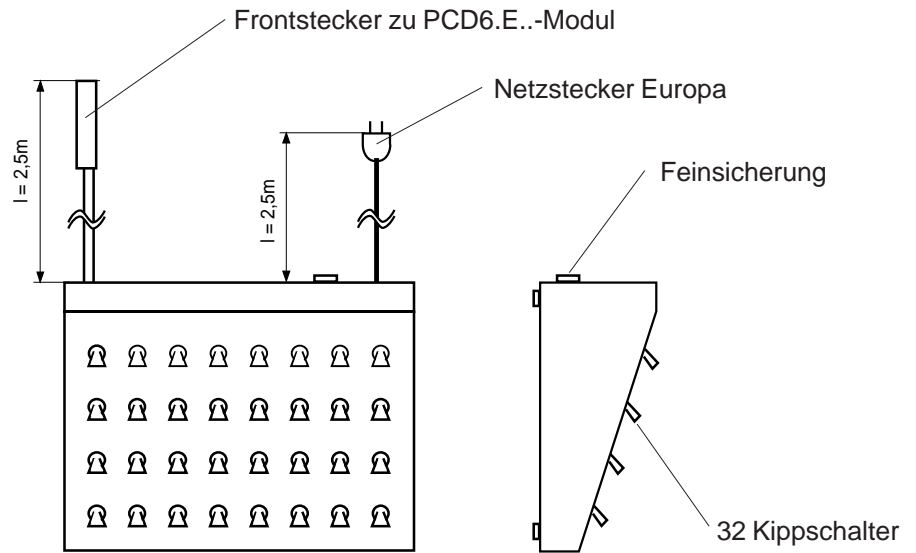 Frontstecker zu PCD6.E..-Modul
Netzstecker Europa
Feinsicherung
l = 2,5m
l = 2,5m
32 Kippschalter